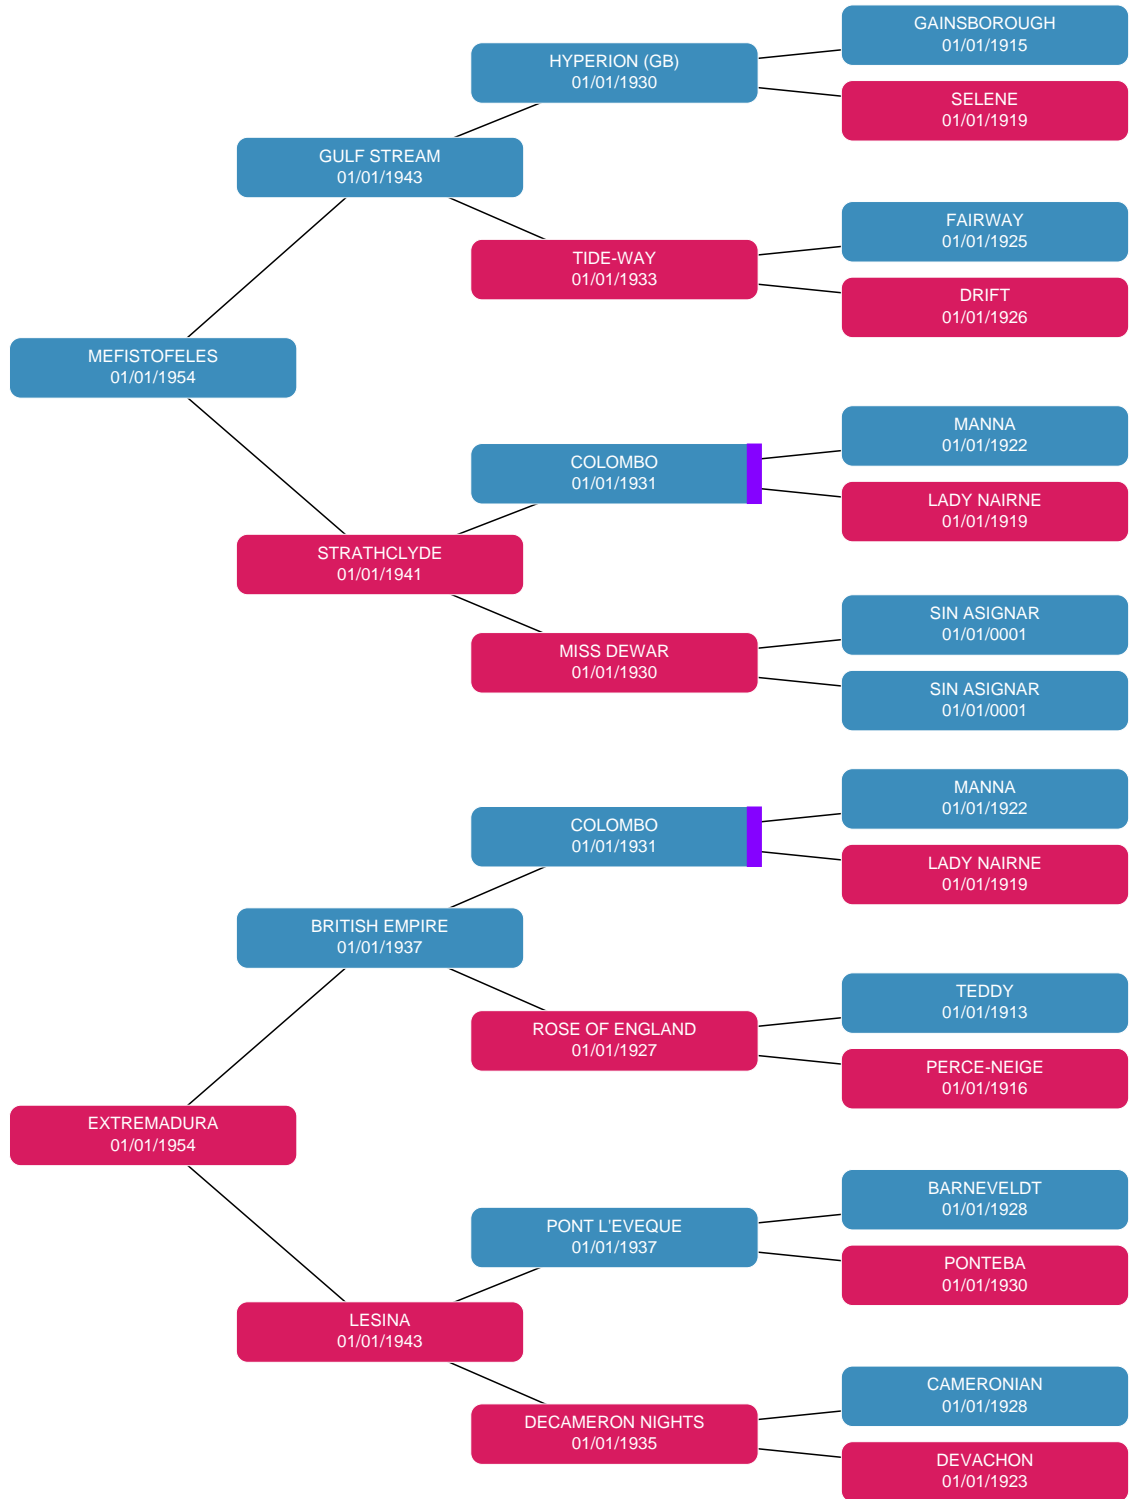 GAINSBOROUGH
01/01/1915
HYPERION (GB)
01/01/1930
SELENE
01/01/1919
GULF STREAM
01/01/1943
FAIRWAY
01/01/1925
TIDE-WAY
01/01/1933
DRIFT
01/01/1926
MEFISTOFELES
01/01/1954
MANNA
01/01/1922
COLOMBO
01/01/1931
LADY NAIRNE
01/01/1919
STRATHCLYDE
01/01/1941
SIN ASIGNAR
01/01/0001
MISS DEWAR
01/01/1930
SIN ASIGNAR
01/01/0001
MANNA
01/01/1922
COLOMBO
01/01/1931
LADY NAIRNE
01/01/1919
BRITISH EMPIRE
01/01/1937
TEDDY
01/01/1913
ROSE OF ENGLAND
01/01/1927
PERCE-NEIGE
01/01/1916
EXTREMADURA
01/01/1954
BARNEVELDT
01/01/1928
PONT L'EVEQUE
01/01/1937
PONTEBA
01/01/1930
LESINA
01/01/1943
CAMERONIAN
01/01/1928
DECAMERON NIGHTS
01/01/1935
DEVACHON
01/01/1923